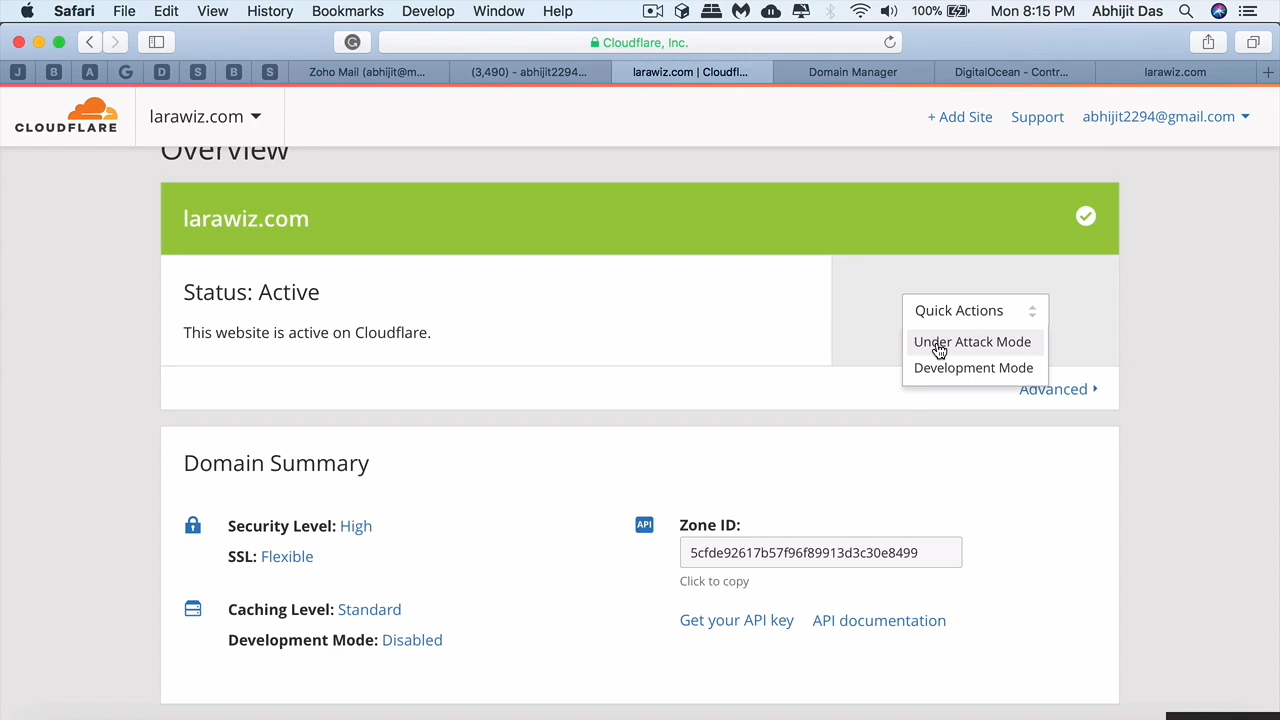 Safari File Edit View History Bookmarks Develop Window Help 100% Mon 8:15 PM Abhijit Das
Cloudflare, Inc.
J B A G D S B S Zoho Mail (abhijit@m... (3,490) - abhijit2294... larawiz.com | Cloudfl... Domain Manager DigitalOcean - Contr... larawiz.com
CLOUDFLARE larawiz.com + Add Site Support abhijit2294@gmail.com
Overview
larawiz.com
Status: Active
This website is active on Cloudflare.
Quick Actions
Under Attack Mode
Development Mode
Advanced
Domain Summary
Security Level: High
SSL: Flexible
Caching Level: Standard
Development Mode: Disabled
API Zone ID:
5cfde92617b57f96f89913d3c30e8499
Click to copy
Get your API key API documentation